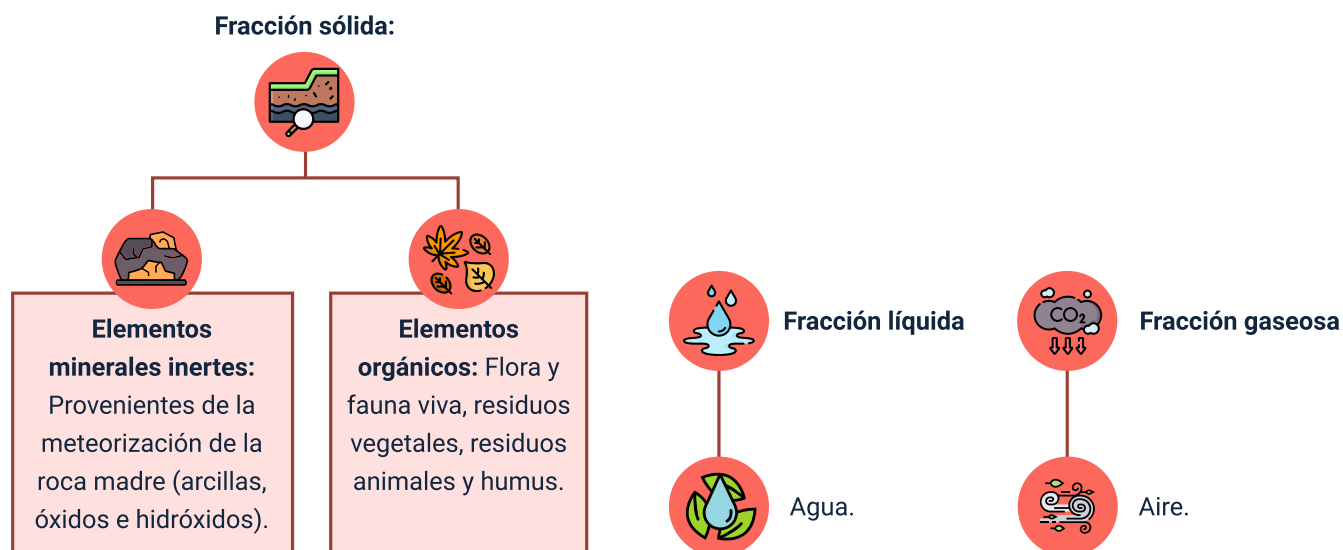 Fracción sólida:
Elementos
minerales inertes:
Provenientes de la
meteorización de la
roca madre (arcillas,
óxidos e hidróxidos).
Elementos
orgánicos: Flora y
fauna viva, residuos
vegetales, residuos
animales y humus.
Fracción líquida
Agua.
CO₂
Fracción gaseosa
Aire.